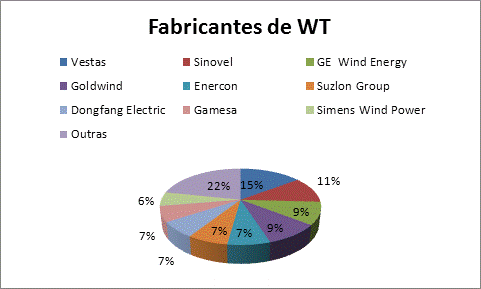 Fabricantes de WT
Vestas Sinovel GE Wind Energy
Goldwind Enercon Suzlon Group
Dongfang Electric Gamesa Simens Wind Power
Outras
22% 15% 11%
6% 9%
7% 7% 7% 9%
7%